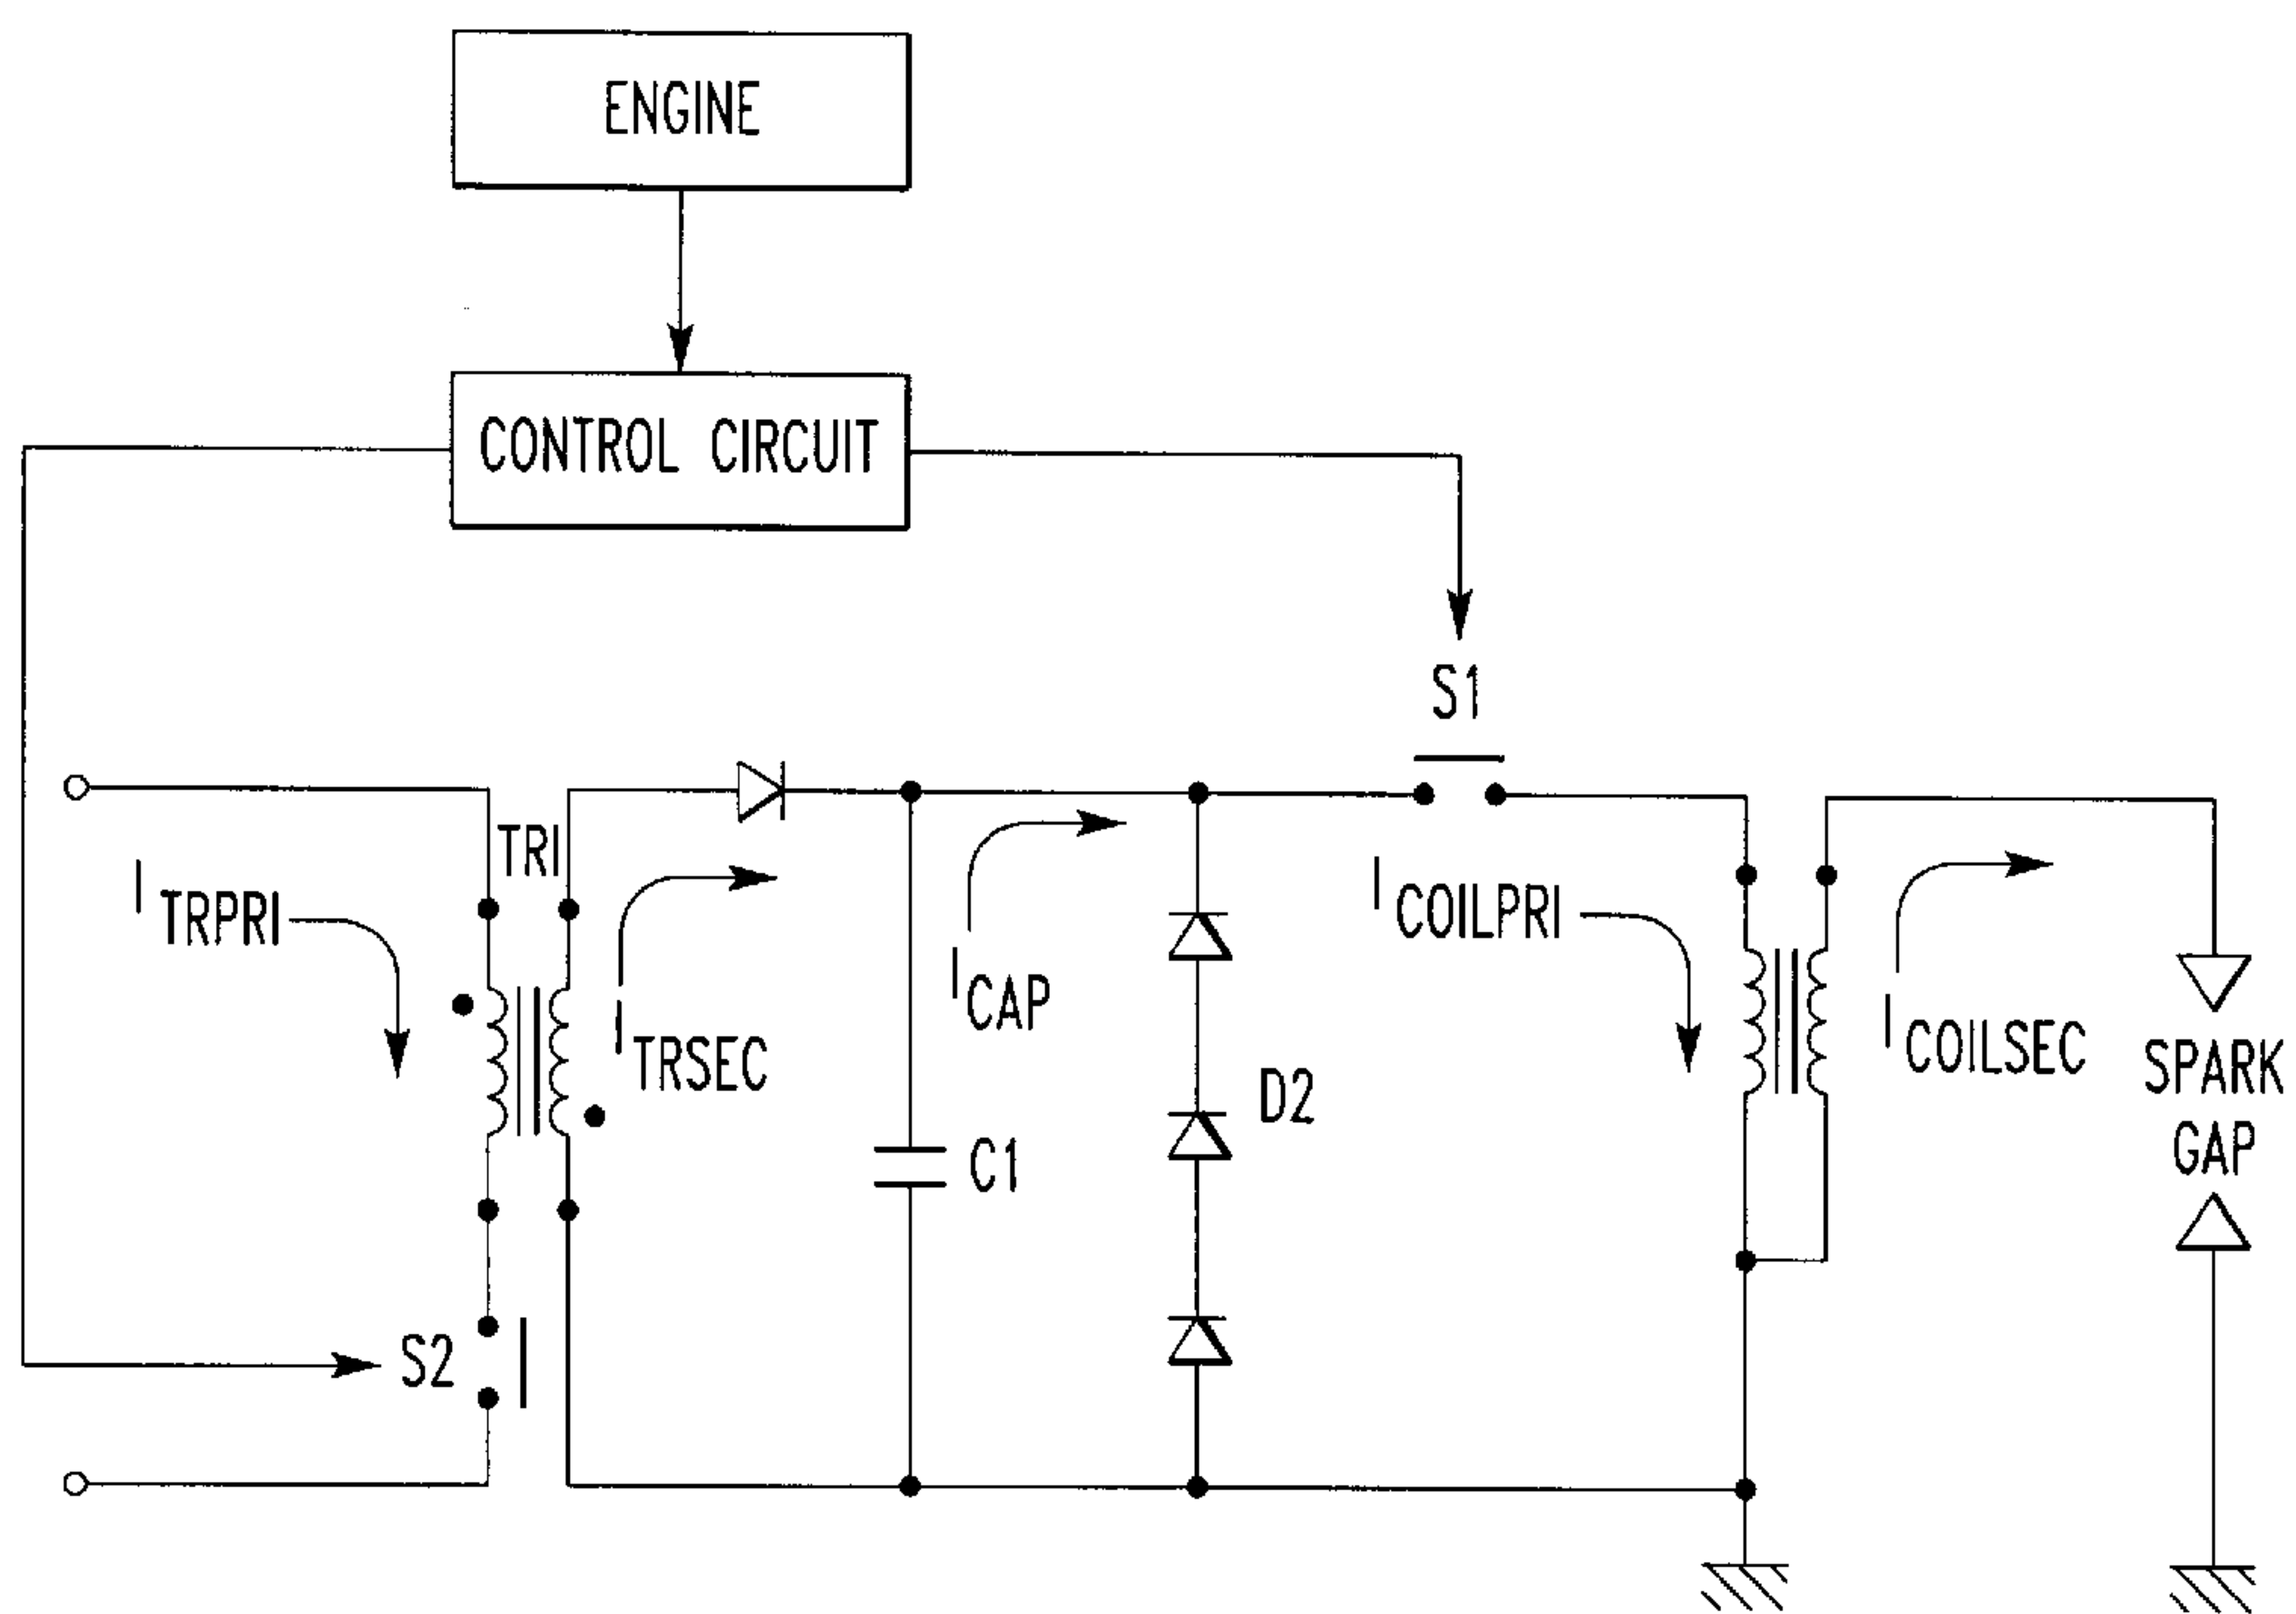 ENGINE
CONTROL CIRCUIT
S1
TRI
I TRPRI
I TRSEC
I CAP
I COILPRI
I COILSEC
D2
C1
SPARK
GAP
S2